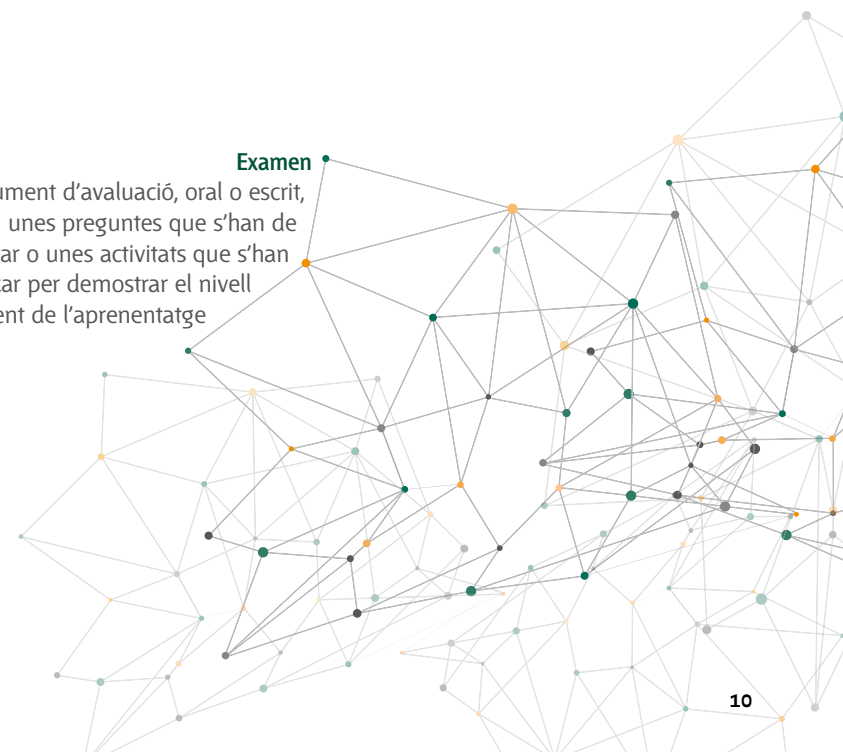 Examen
ument d'avaluació, oral o escrit,
unes preguntes que s'han de
ar o unes activitats que s'han
ar per demostrar el nivell
ent de l'aprenentatge
10